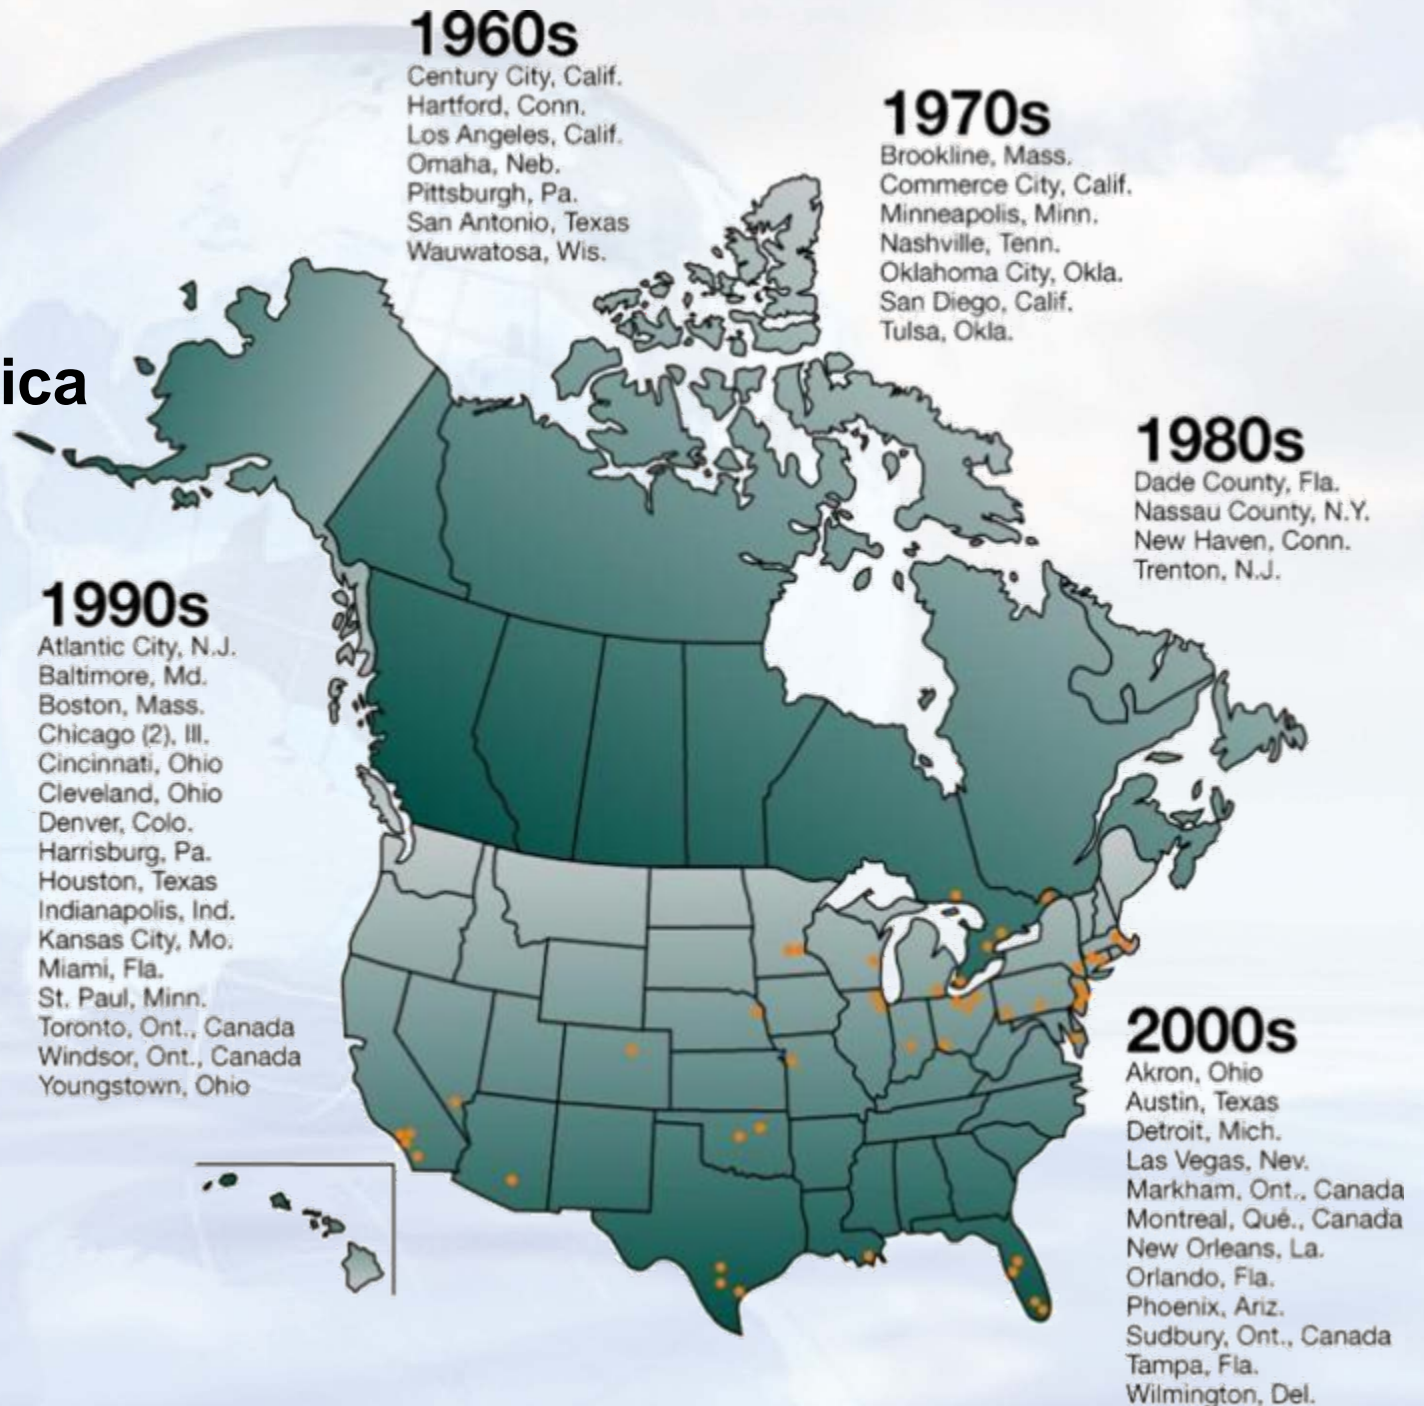 1960s
Century City, Calif.
Hartford, Conn.
Los Angeles, Calif.
Omaha, Neb.
Pittsburgh, Pa.
San Antonio, Texas
Wauwatosa, Wis.
1970s
Brookline, Mass.
Commerce City, Calif.
Minneapolis, Minn.
Nashville, Tenn.
Oklahoma City, Okla.
San Diego, Calif.
Tulsa, Okla.
ica
1980s
Dade County, Fla.
Nassau County, N.Y.
New Haven, Conn.
Trenton, N.J.
1990s
Atlantic City, N.J.
Baltimore, Md.
Boston, Mass.
Chicago (2), Ill.
Cincinnati, Ohio
Cleveland, Ohio
Denver, Colo.
Harrisburg, Pa.
Houston, Texas
Indianapolis, Ind.
Kansas City, Mo.
Miami, Fla.
St. Paul, Minn.
Toronto, Ont., Canada
Windsor, Ont., Canada
Youngstown, Ohio
2000s
Akron, Ohio
Austin, Texas
Detroit, Mich.
Las Vegas, Nev.
Markham, Ont., Canada
Montreal, Qué., Canada
New Orleans, La.
Orlando, Fla.
Phoenix, Ariz.
Sudbury, Ont., Canada
Tampa, Fla.
Wilmington, Del.